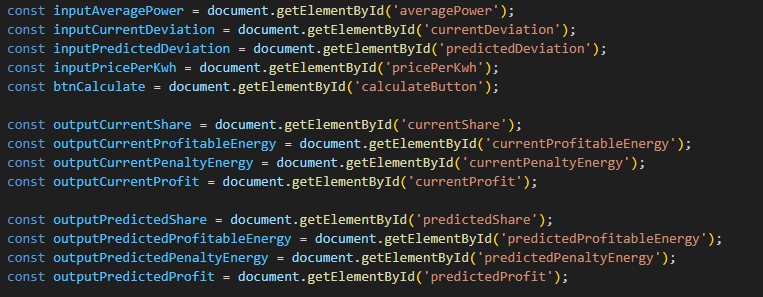 const inputAveragePower = document.getElementById('averagePower');
const inputCurrentDeviation = document.getElementById('currentDeviation');
const inputPredictedDeviation = document.getElementById('predictedDeviation');
const inputPricePerKwh = document.getElementById('pricePerKwh');
const btnCalculate = document.getElementById('calculateButton');

const outputCurrentShare = document.getElementById('currentShare');
const outputCurrentProfitableEnergy = document.getElementById('currentProfitableEnergy');
const outputCurrentPenaltyEnergy = document.getElementById('currentPenaltyEnergy');
const outputCurrentProfit = document.getElementById('currentProfit');

const outputPredictedShare = document.getElementById('predictedShare');
const outputPredictedProfitableEnergy = document.getElementById('predictedProfitableEnergy');
const outputPredictedPenaltyEnergy = document.getElementById('predictedPenaltyEnergy');
const outputPredictedProfit = document.getElementById('predictedProfit');